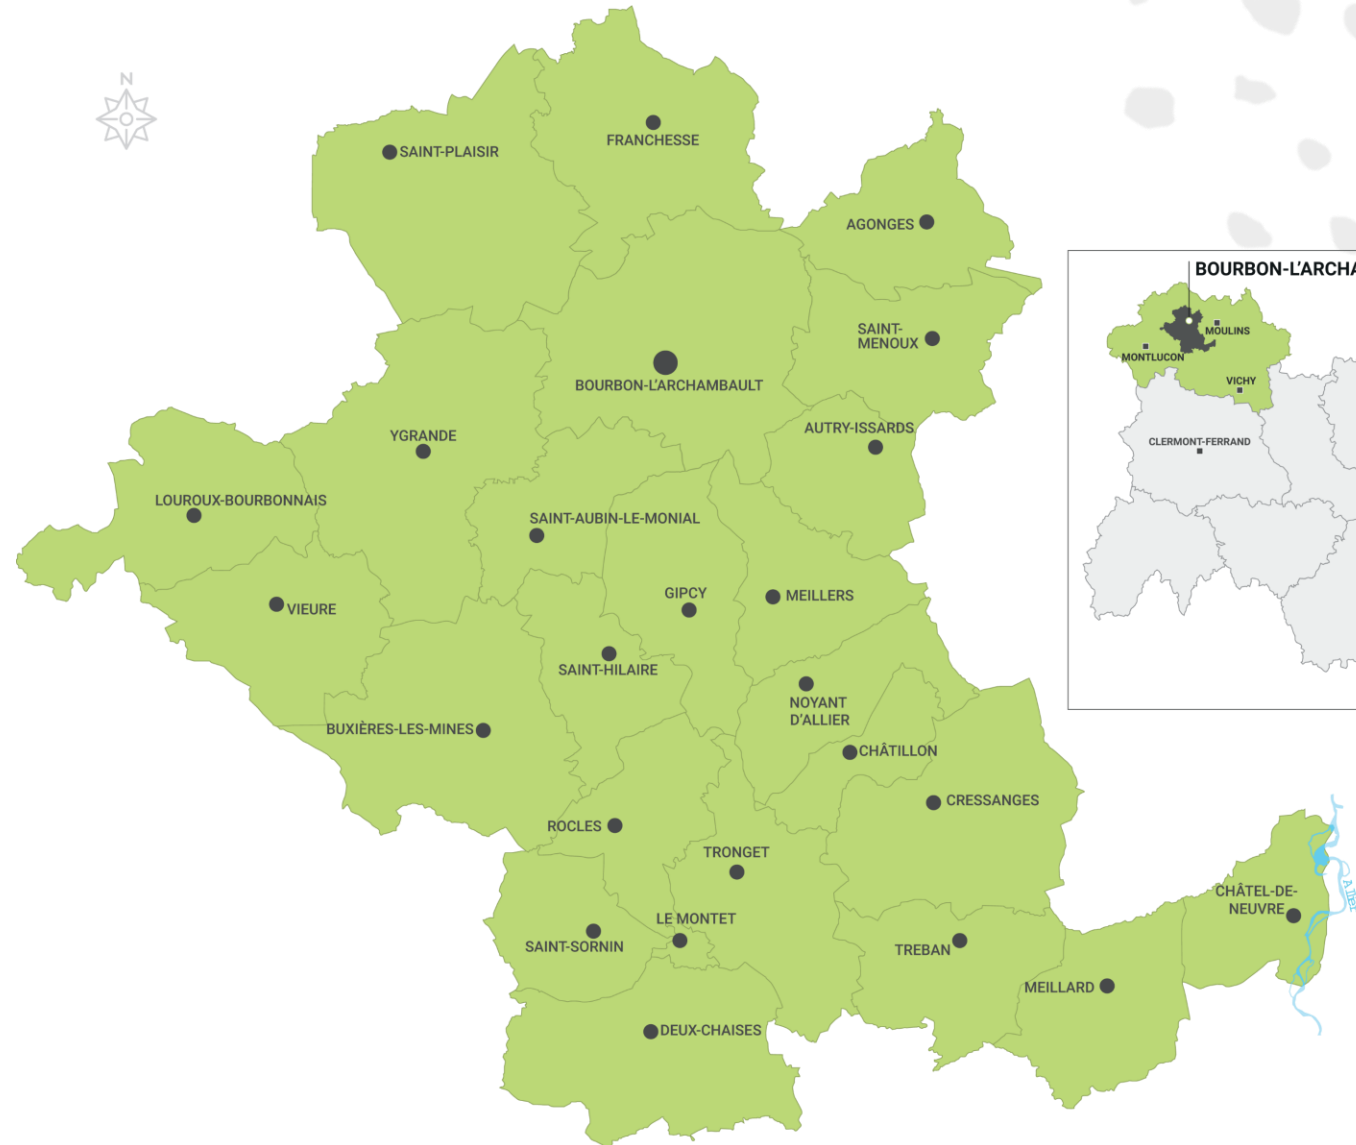 N
FRANCHESSE
SAINT-PLAISIR
AGONGES
BOURBON-L'ARCHA
SAINT-
MENOUX
MOULINS
MONTLUCON
VICHY
BOURBON-L'ARCHAMBAULT
AUTRY-ISSARDS
YGRANDE
CLERMONT-FERRAND
LOUROUX-BOURBONNAIS
SAINT-AUBIN-LE-MONIAL
GIPCY
MEILLERS
VIEURE
SAINT-HILAIRE
NOYANT
D'ALLIER
BUXIÈRES-LES-MINES
CHÂTILLON
CRESSANGES
ROCLES
TRONGET
CHÂTEL-DE-
NEUVRE
Allier
LE MONTET
SAINT-SORNIN
TREBAN
MEILLARD
DEUX-CHAISES